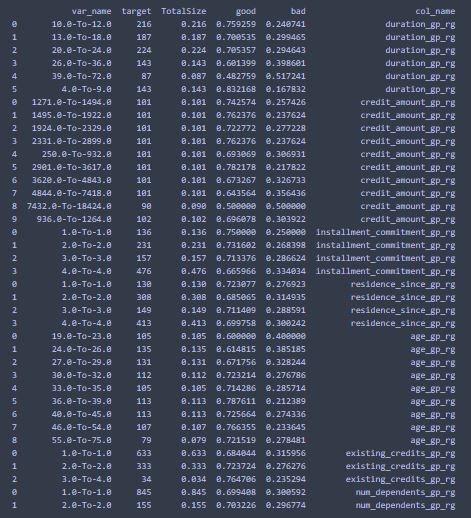 var_name target TotalSize good bad col_name
0 10.0-To-12.0 216 0.216 0.759259 0.240741 duration_gp_rg
1 13.0-To-18.0 187 0.187 0.700535 0.299465 duration_gp_rg
2 20.0-To-24.0 224 0.224 0.705357 0.294643 duration_gp_rg
3 26.0-To-36.0 143 0.143 0.601399 0.398601 duration_gp_rg
4 39.0-To-72.0 87 0.087 0.482759 0.517241 duration_gp_rg
5 4.0-To-9.0 143 0.143 0.832168 0.167832 duration_gp_rg
0 1271.0-To-1494.0 101 0.101 0.742574 0.257426 credit_amount_gp_rg
1 1495.0-To-1922.0 101 0.101 0.762376 0.237624 credit_amount_gp_rg
2 1924.0-To-2329.0 101 0.101 0.722772 0.277228 credit_amount_gp_rg
3 2331.0-To-2899.0 101 0.101 0.762376 0.237624 credit_amount_gp_rg
4 250.0-To-932.0 101 0.101 0.693069 0.306931 credit_amount_gp_rg
5 2901.0-To-3617.0 101 0.101 0.782178 0.217822 credit_amount_gp_rg
6 3620.0-To-4843.0 101 0.101 0.673267 0.326733 credit_amount_gp_rg
7 4844.0-To-7418.0 101 0.101 0.643564 0.356436 credit_amount_gp_rg
8 7432.0-To-18424.0 90 0.090 0.500000 0.500000 credit_amount_gp_rg
9 936.0-To-1264.0 102 0.102 0.696078 0.303922 credit_amount_gp_rg
0 1.0-To-1.0 136 0.136 0.750000 0.250000 installment_commitment_gp_rg
1 2.0-To-2.0 231 0.231 0.731602 0.268398 installment_commitment_gp_rg
2 3.0-To-3.0 157 0.157 0.713376 0.286624 installment_commitment_gp_rg
3 4.0-To-4.0 476 0.476 0.665966 0.334034 installment_commitment_gp_rg
0 1.0-To-1.0 130 0.130 0.723077 0.276923 residence_since_gp_rg
1 2.0-To-2.0 308 0.308 0.685065 0.314935 residence_since_gp_rg
2 3.0-To-3.0 149 0.149 0.711409 0.288591 residence_since_gp_rg
3 4.0-To-4.0 413 0.413 0.699758 0.300242 residence_since_gp_rg
0 19.0-To-23.0 105 0.105 0.600000 0.400000 age_gp_rg
1 24.0-To-26.0 135 0.135 0.614815 0.385185 age_gp_rg
2 27.0-To-29.0 131 0.131 0.671756 0.328244 age_gp_rg
3 30.0-To-32.0 112 0.112 0.723214 0.276786 age_gp_rg
4 33.0-To-35.0 105 0.105 0.714286 0.285714 age_gp_rg
5 36.0-To-39.0 113 0.113 0.787611 0.212389 age_gp_rg
6 40.0-To-45.0 113 0.113 0.725664 0.274336 age_gp_rg
7 46.0-To-54.0 107 0.107 0.766355 0.233645 age_gp_rg
8 55.0-To-75.0 79 0.079 0.721519 0.278481 age_gp_rg
0 1.0-To-1.0 633 0.633 0.684044 0.315956 existing_credits_gp_rg
1 2.0-To-2.0 333 0.333 0.723724 0.276276 existing_credits_gp_rg
2 3.0-To-4.0 34 0.034 0.764706 0.235294 existing_credits_gp_rg
0 1.0-To-1.0 845 0.845 0.699408 0.300592 num_dependents_gp_rg
1 2.0-To-2.0 155 0.155 0.703226 0.296774 num_dependents_gp_rg